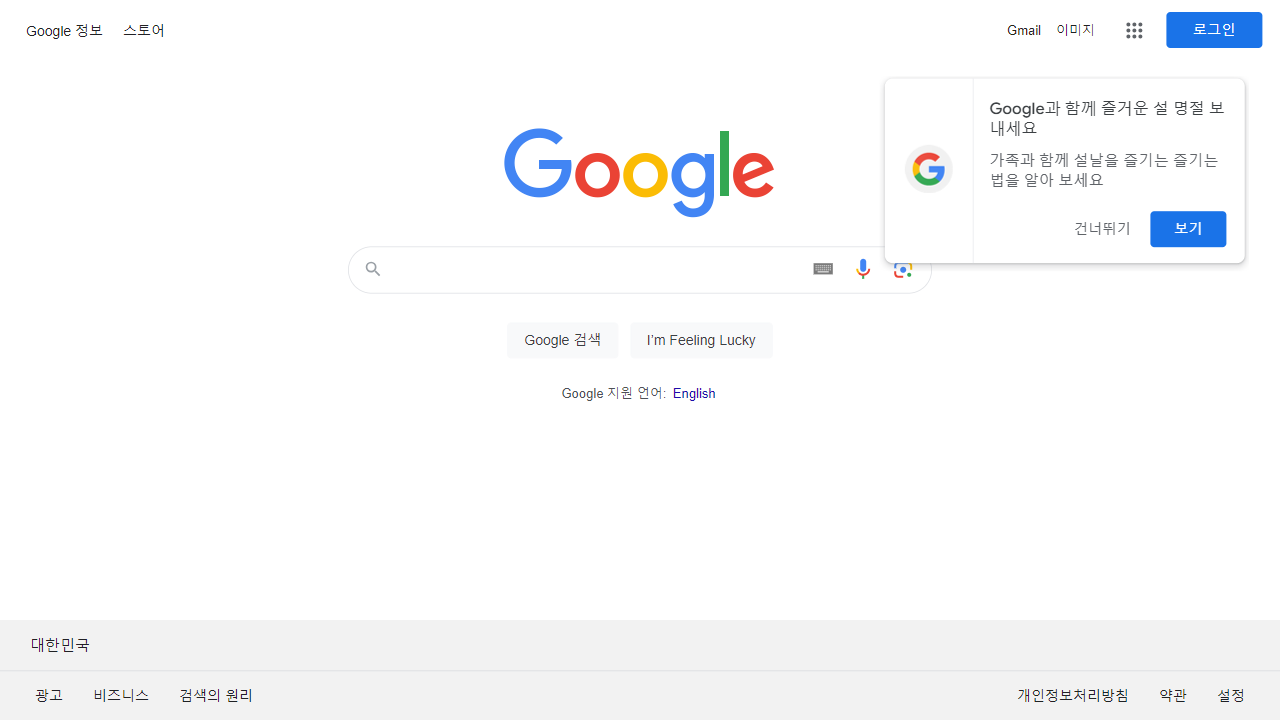 Google 정보 스토어 Gmail 이미지 로그인
Google과 함께 즐거운 설 명절 보
내세요
가족과 함께 설날을 즐기는 즐기는
법을 알아 보세요
건너뛰기 보기
Google
Google 검색 I'm Feeling Lucky
Google 지원 언어: English
대한민국
광고 비즈니스 검색의 원리 개인정보처리방침 약관 설정